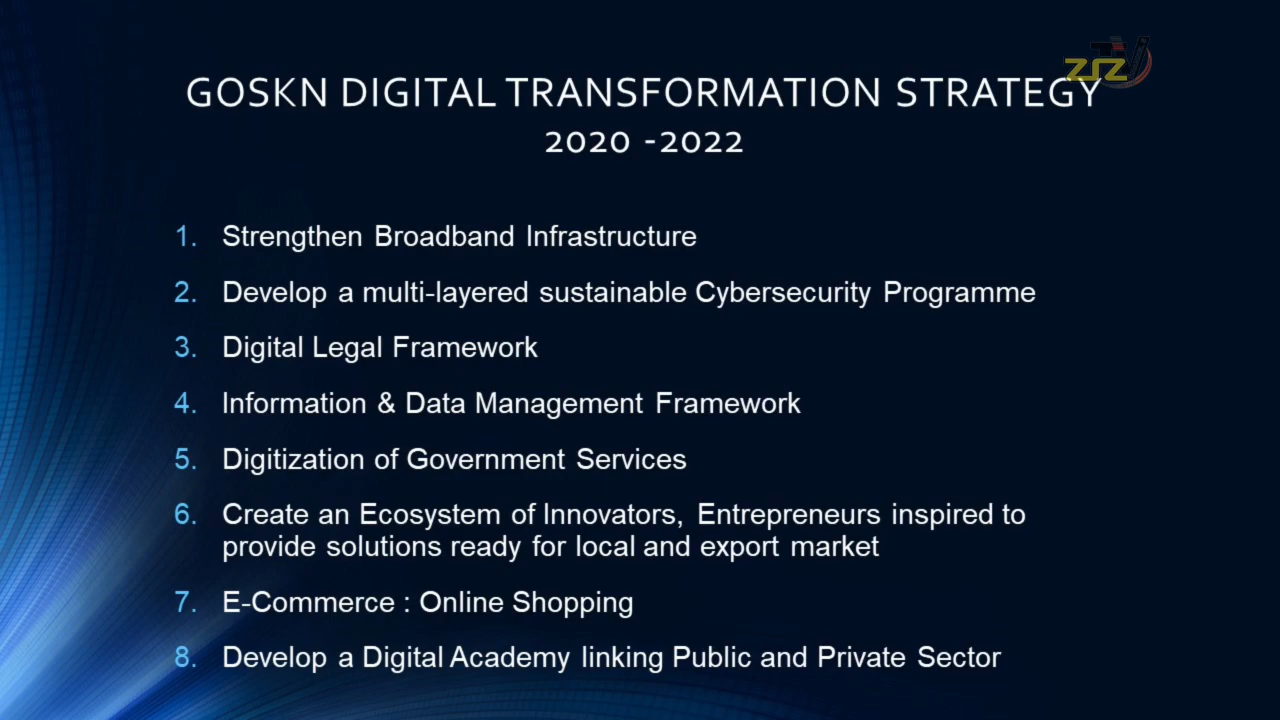 GOSKN DIGITAL TRANSFORMATION STRATEGY
2020 -2022
1. Strengthen Broadband Infrastructure
2. Develop a multi-layered sustainable Cybersecurity Programme
3. Digital Legal Framework
4. Information & Data Management Framework
5. Digitization of Government Services
6. Create an Ecosystem of Innovators, Entrepreneurs inspired to
provide solutions ready for local and export market
7. E-Commerce : Online Shopping
8. Develop a Digital Academy linking Public and Private Sector